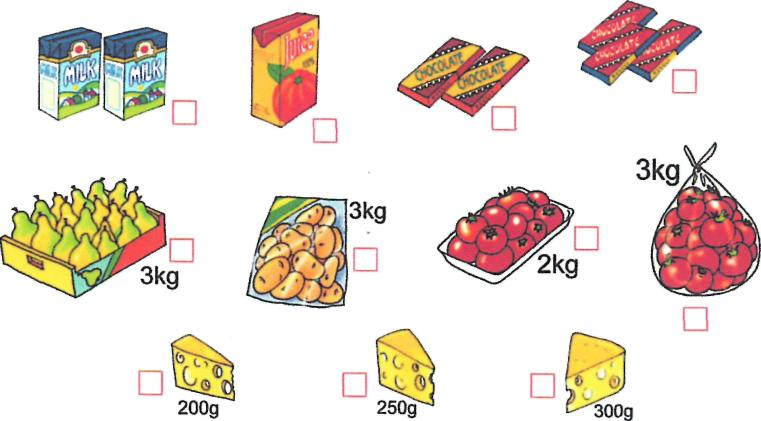 MILK MILK
Juice
CHOCOLATE
CHOCOLATE
CHOCOLATE
CHOCOLATE
CHOCOLATE
3kg
3kg
2kg
3kg
200g
250g
300g